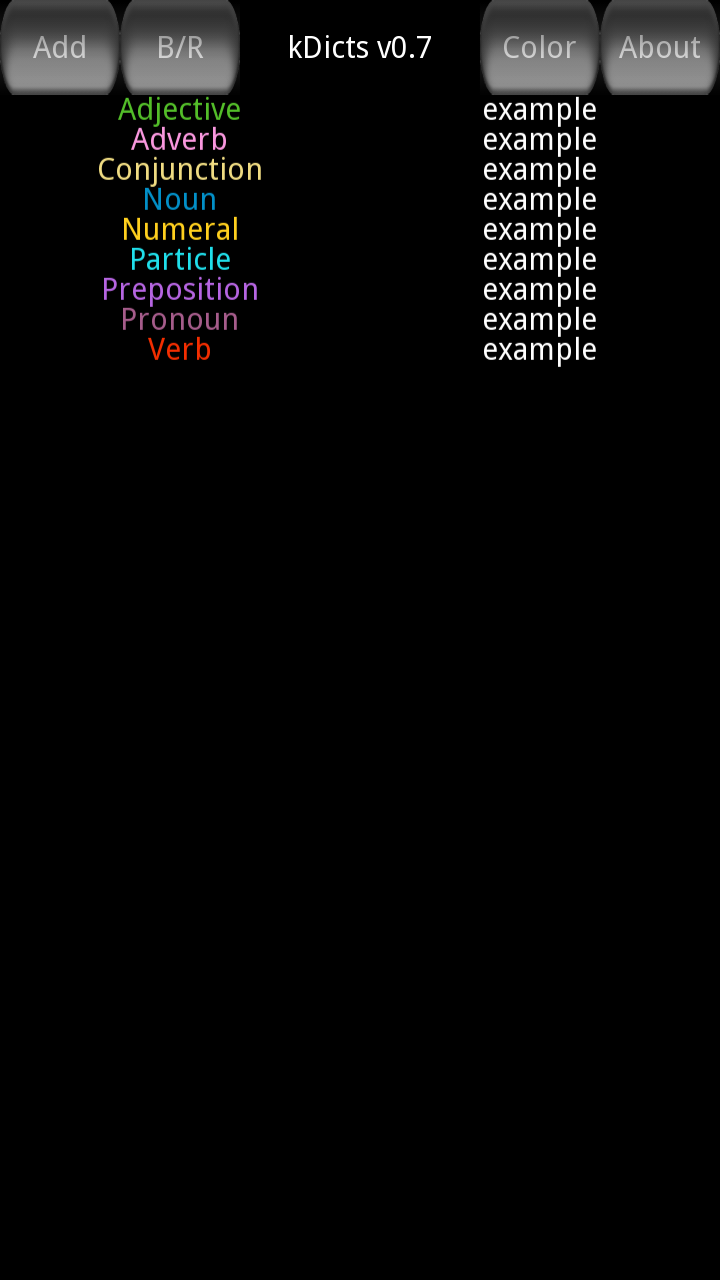 Add B/R kDicts v0.7 Color About
Adjective example
Adverb example
Conjunction example
Noun example
Numeral example
Particle example
Preposition example
Pronoun example
Verb example